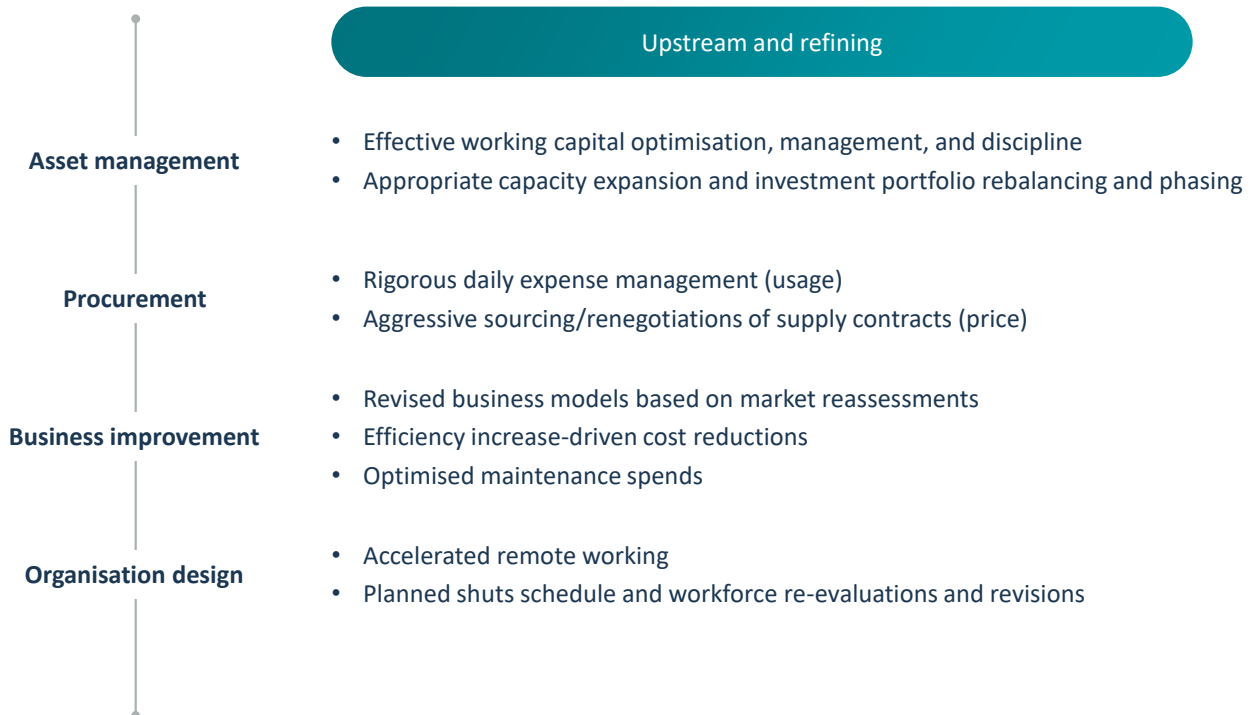 Upstream and refining
Asset management
• Effective working capital optimisation, management, and discipline
• Appropriate capacity expansion and investment portfolio rebalancing and phasing
Procurement
• Rigorous daily expense management (usage)
• Aggressive sourcing/renegotiations of supply contracts (price)
Business improvement
• Revised business models based on market reassessments
• Efficiency increase-driven cost reductions
• Optimised maintenance spends
Organisation design
• Accelerated remote working
• Planned shuts schedule and workforce re-evaluations and revisions